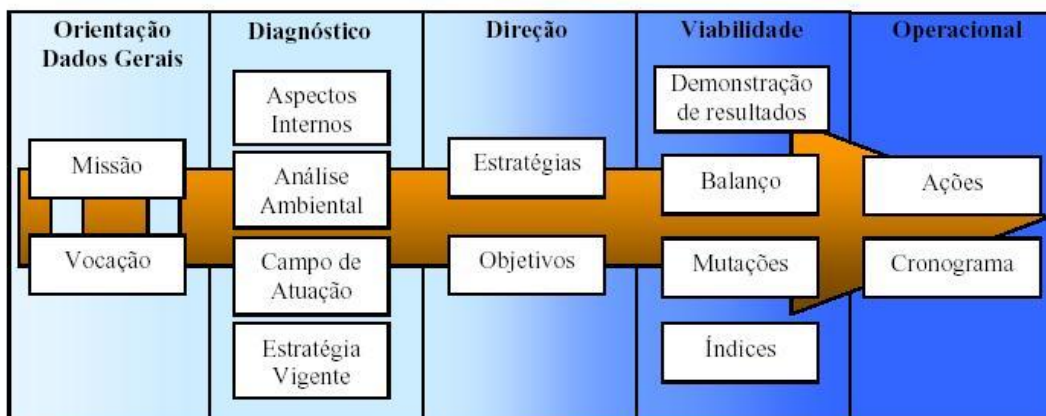 Orientação
Dados Gerais
Diagnóstico
Direção
Viabilidade
Operacional
Missão
Vocação
Aspectos
Internos
Análise
Ambiental
Campo de
Atuação
Estratégia
Vigente
Estratégias
Objetivos
Demonstração
de resultados
Balanço
Mutações
Índices
Ações
Cronograma